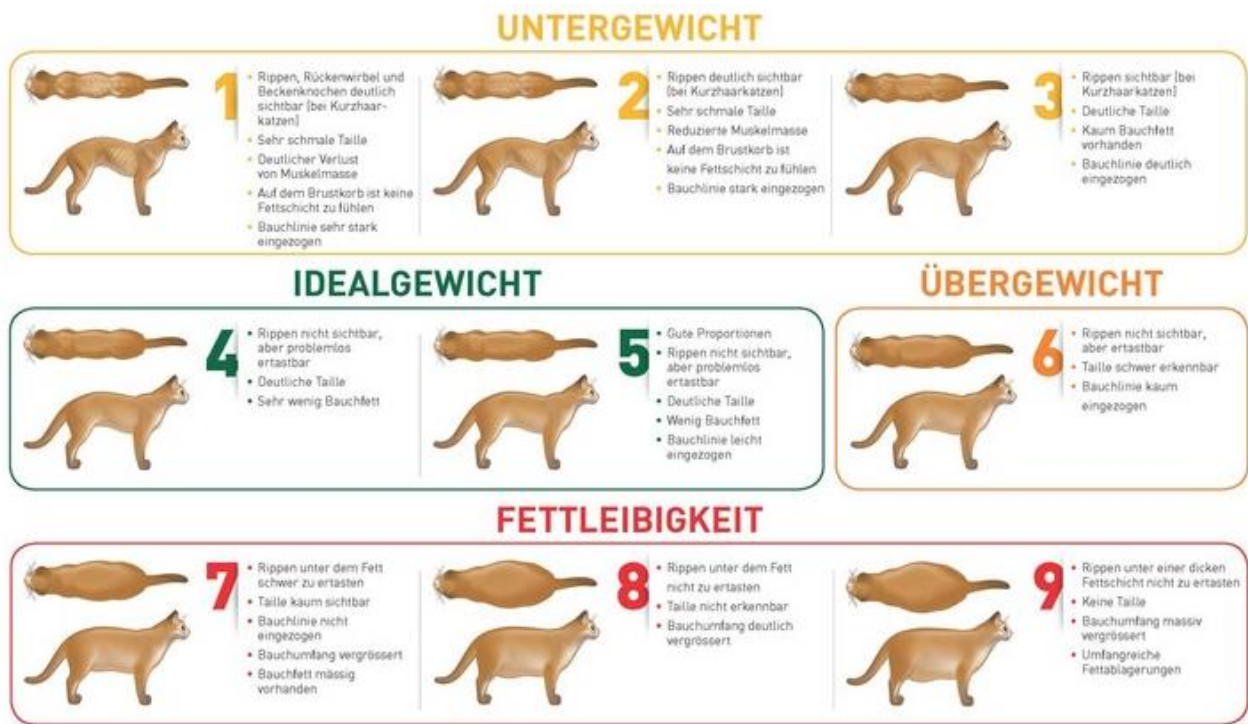 UNTERGEWICHT
1
• Rippen, Rückenwirbel und
Beckenknochen deutlich
sichtbar (bei Kurzhaar-
katzen)
• Sehr schmale Taille
• Deutlicher Verlust
von Muskelmasse
• Auf dem Brustkorb ist keine
Fettschicht zu fühlen
• Bauchlinie sehr stark
eingezogen
2
• Rippen deutlich sichtbar
(bei Kurzhaarkatzen)
• Sehr schmale Taille
• Reduzierte Muskelmasse
• Auf dem Brustkorb ist
keine Fettschicht zu fühlen
• Bauchlinie stark eingezogen
3
• Rippen sichtbar (bei
Kurzhaarkatzen)
• Deutliche Taille
• Kaum Bauchfett
vorhanden
• Bauchlinie deutlich
eingezogen
IDEALGEWICHT
4
• Rippen nicht sichtbar,
aber problemlos
ertastbar
• Deutliche Taille
• Sehr wenig Bauchfett
5
• Gute Proportionen
• Rippen nicht sichtbar,
aber problemlos
ertastbar
• Deutliche Taille
• Wenig Bauchfett
• Bauchlinie leicht
eingezogen
ÜBERGEWICHT
6
• Rippen nicht sichtbar,
aber ertastbar
• Taille schwer erkennbar
• Bauchlinie kaum
eingezogen
FETTLEIBIGKEIT
7
• Rippen unter dem Fett
schwer zu ertasten
• Taille kaum sichtbar
• Bauchlinie nicht
eingezogen
• Bauchumfang vergrössert
• Bauchfett mässig
vorhanden
8
• Rippen unter dem Fett
nicht zu ertasten
• Taille nicht erkennbar
• Bauchumfang deutlich
vergrössert
9
• Rippen unter einer dicken
Fettschicht nicht zu ertasten
• Keine Taille
• Bauchumfang massiv
vergrössert
• Umfangreiche
Fettablagerungen